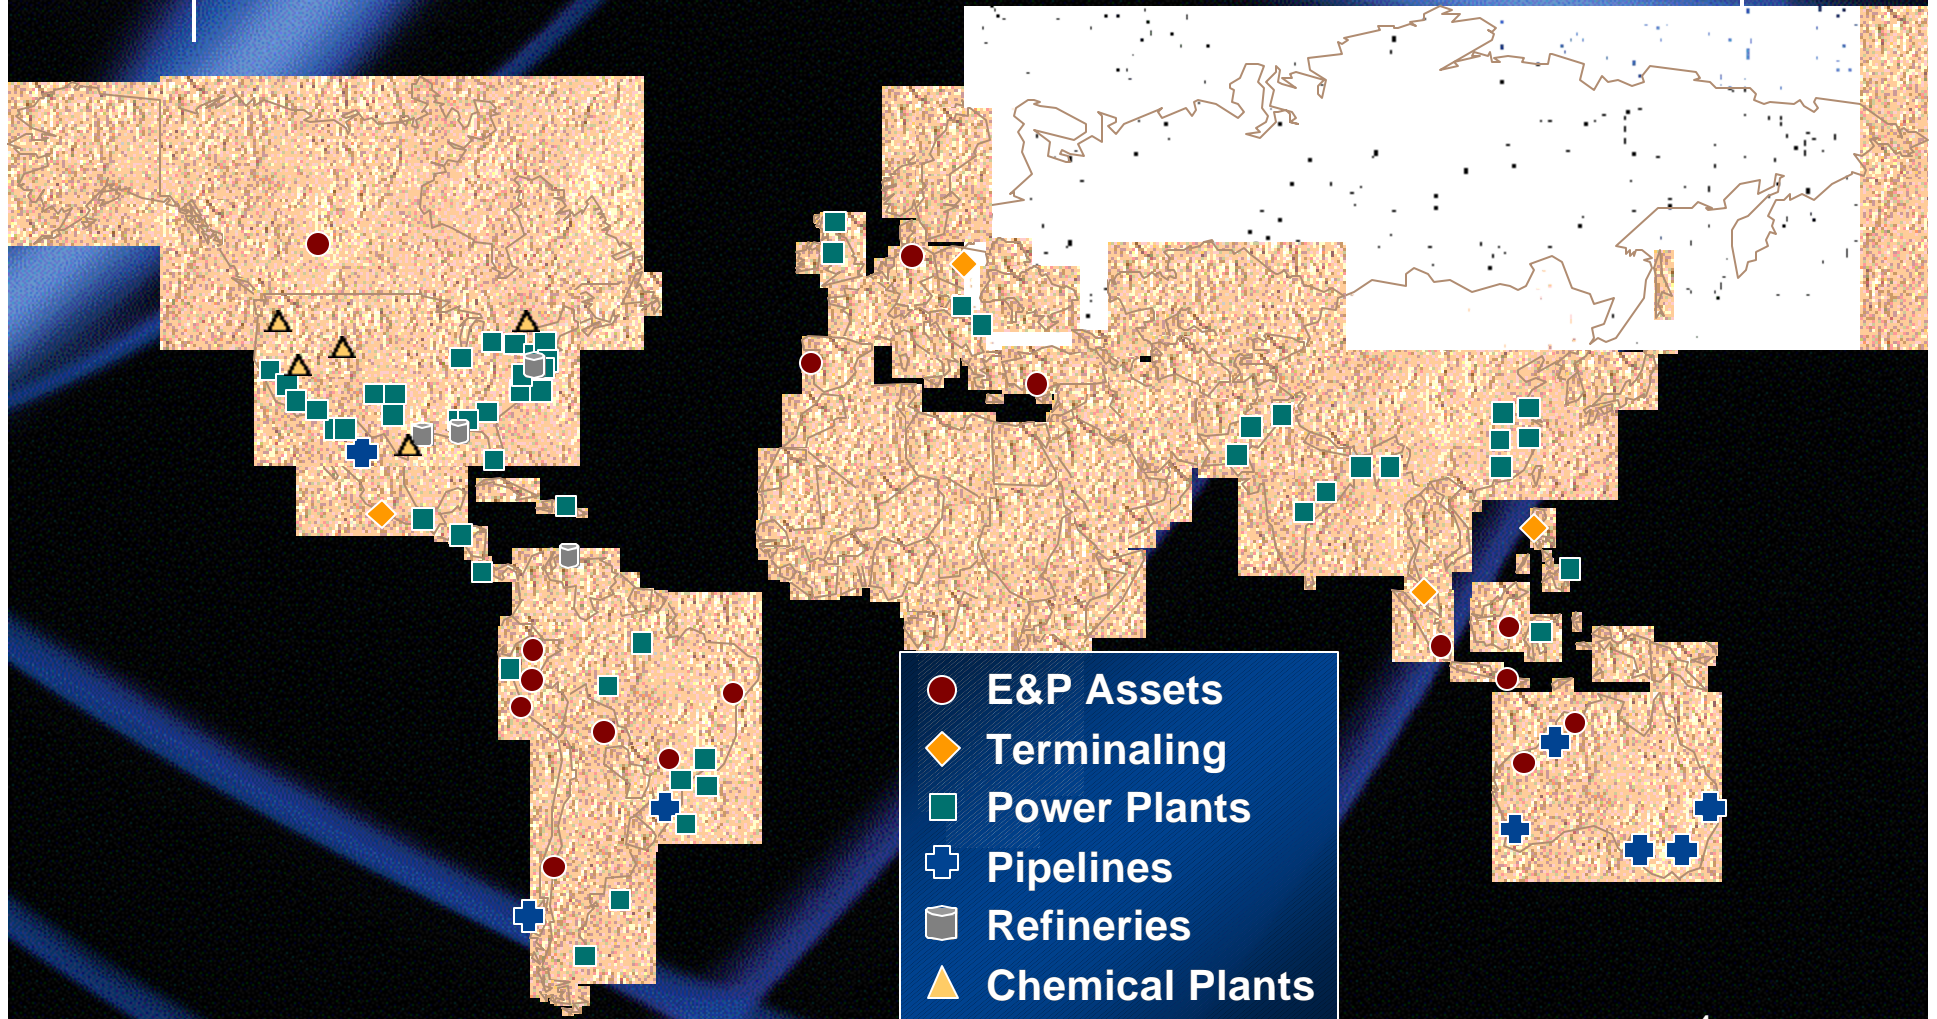 E&P Assets
Terminaling
Power Plants
Pipelines
Refineries
Chemical Plants